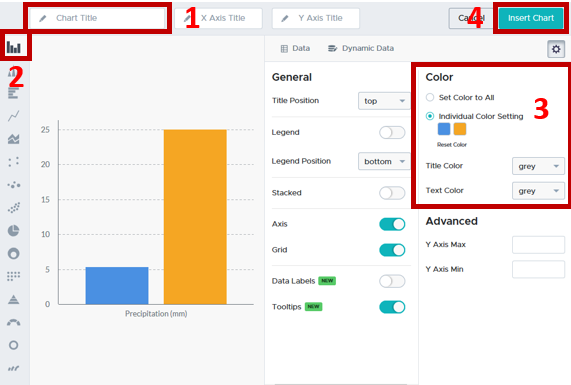 Chart Title
1
X Axis Title
Y Axis Title
Cancel
4
Insert Chart
2
Data
Dynamic Data
General
Title Position
top
Legend
Legend Position
bottom
Stacked
Axis
Grid
Data Labels NEW
Tooltips NEW
Color
Set Color to All
Individual Color Setting
3
Reset Color
Title Color
grey
Text Color
grey
Advanced
Y Axis Max
Y Axis Min
25
20
15
10
5
0
Precipitation (mm)